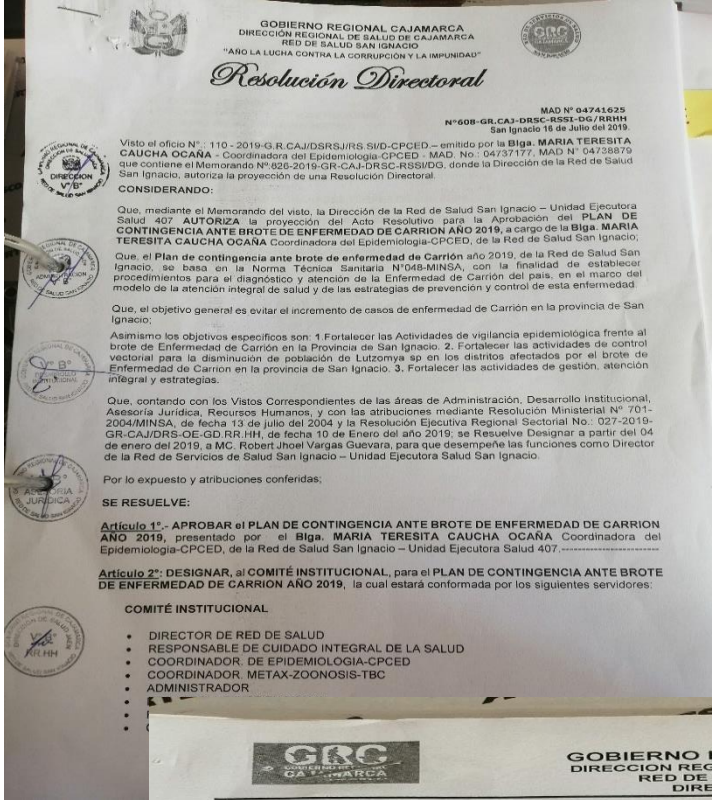 GOBIERNO REGIONAL CAJAMARCA
DIRECCIÓN REGIONAL DE SALUD DE CAJAMARCA
RED DE SALUD SAN IGNACIO
"AÑO LA LUCHA CONTRA LA CORRUPCIÓN Y LA IMPUNIDAD"
Resolución Directoral
MAD N° 04741625
N°608-GR.CAJ-DRSC-RSSI-DG/RRHH
San Ignacio 16 de Julio del 2019.
Visto el oficio N°.: 110 - 2019-G.R.CAJ/DSRSJ/RS.SI/D-CPCED.– emitido por la Blga. MARIA TERESITA
CAUCHA OCAÑA - Coordinadora del Epidemiología-CPCED - MAD. No.: 04737177, MAD N° 04738879
que contiene el Memorando N°.826-2019-GR-CAJ-DRSC-RSSI/DG, donde la Dirección de la Red de Salud
San Ignacio, autoriza la proyección de una Resolución Directoral.
CONSIDERANDO:
Que, mediante el Memorando del visto, la Dirección de la Red de Salud San Ignacio – Unidad Ejecutora
Salud 407 AUTORIZA la proyección del Acto Resolutivo para la Aprobación del PLAN DE
CONTINGENCIA ANTE BROTE DE ENFERMEDAD DE CARRION AÑO 2019, a cargo de la Blga. MARIA
TERESITA CAUCHA OCAÑA Coordinadora del Epidemiología-CPCED, de la Red de Salud San Ignacio;
Que, el Plan de contingencia ante brote de enfermedad de Carrión año 2019, de la Red de Salud San
Ignacio, se basa en la Norma Técnica Sanitaria N°048-MINSA, con la finalidad de establecer
procedimientos para el diagnóstico y atención de la Enfermedad de Carrión del país, en el marco del
modelo de la atención integral de salud y de las estrategias de prevención y control de esta enfermedad.
Que, el objetivo general es evitar el incremento de casos enfermedad de Carrión en la provincia de San
Ignacio;
Asimismo los objetivos específicos son: 1.Fortalecer las Actividades de vigilancia epidemiológica frente al
brote de Enfermedad de Carrión en la Provincia de San Ignacio. 2. Fortalecer las actividades de control
vectorial para la disminución de población de Lutzomya sp en los distritos afectados por el brote de
Enfermedad de Carrion en la provincia de San Ignacio. 3. Fortalecer las actividades de gestión, atención
integral y estrategias.
Que, contando con los Vistos Correspondientes de las áreas de Administración, Desarrollo Institucional,
Asesoría Jurídica, Recursos Humanos, y con las atribuciones mediante Resolución Ministerial N° 701-
2004/MINSA, de fecha 13 de julio del 2004 y la Resolución Ejecutiva Regional Sectorial No.: 027-2019-
GR-CAJ/DRS-OE-GD.RR.HH, de fecha 10 de Enero del año 2019; se Resuelve Designar a partir del 04
de enero del 2019, a MC. Robert Jhoel Vargas Guevara, para que desempeñe las funciones como Director
de la Red de Servicios de Salud San Ignacio – Unidad Ejecutora Salud San Ignacio.
Por lo expuesto y atribuciones conferidas;
SE RESUELVE:
Artículo 1°.- APROBAR el PLAN DE CONTINGENCIA ANTE BROTE DE ENFERMEDAD DE CARRION
AÑO 2019, presentado por el Blga. MARIA TERESITA CAUCHA OCAÑA Coordinadora del
Epidemiología-CPCED, de la Red de Salud San Ignacio – Unidad Ejecutora Salud 407.------------------------
Artículo 2°: DESIGNAR, al COMITÉ INSTITUCIONAL, para el PLAN DE CONTINGENCIA ANTE BROTE
DE ENFERMEDAD DE CARRION AÑO 2019, la cual estará conformada por los siguientes servidores:
COMITÉ INSTITUCIONAL
• DIRECTOR DE RED DE SALUD
• RESPONSABLE DE CUIDADO INTEGRAL DE LA SALUD
• COORDINADOR. DE EPIDEMIOLOGIA-CPCED
• COORDINADOR. METAX-ZOONOSIS-TBC
• ADMINISTRADOR
GRC
DIRECCION
V°B°
ASESORIA
JURIDICA
RR.HH
GRC
GOBIERNO REGIONAL
CAJAMARCA
GOBIERNO
DIRECCION REG
RED DE
DIRE